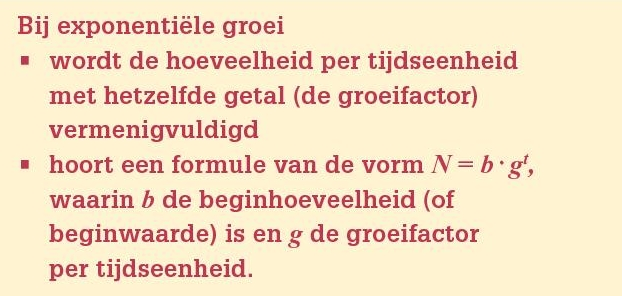 Bij exponentiële groei
▪ wordt de hoeveelheid per tijdseenheid
met hetzelfde getal (de groeifactor)
vermenigvuldigd
▪ hoort een formule van de vorm N = b · gᵗ,
waarin b de beginhoeveelheid (of
beginwaarde) is en g de groeifactor
per tijdseenheid.